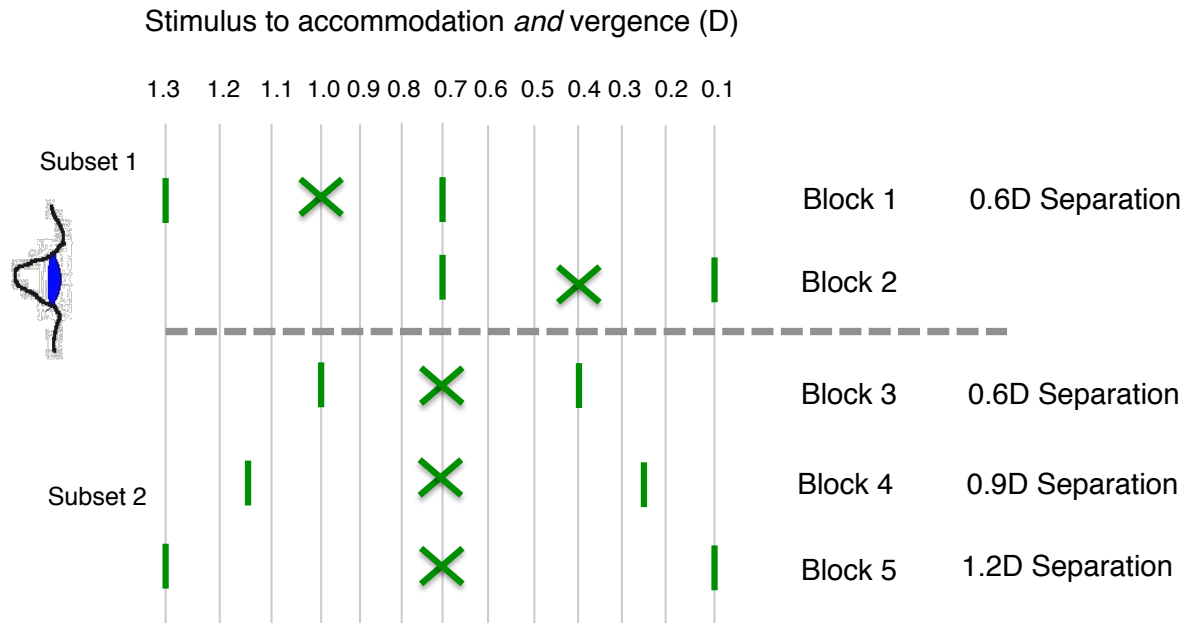 Stimulus to accommodation and vergence (D)
1.3 1.2 1.1 1.0 0.9 0.8 0.7 0.6 0.5 0.4 0.3 0.2 0.1
Subset 1
Block 1 0.6D Separation
Block 2
Block 3 0.6D Separation
Subset 2
Block 4 0.9D Separation
Block 5 1.2D Separation